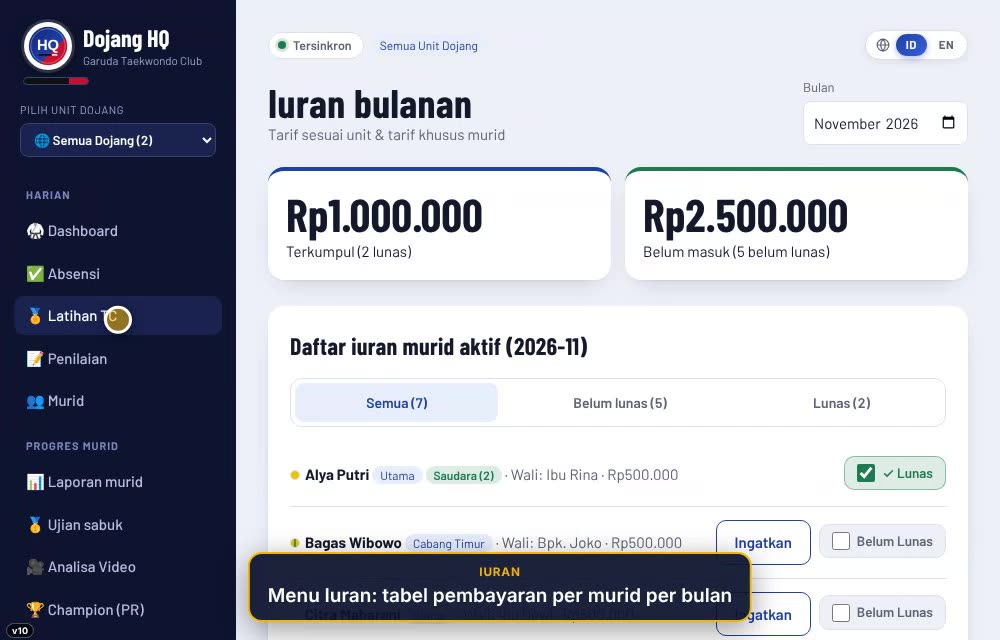 HQ
Dojang HQ
Garuda Taekwondo Club
PILIH UNIT DOJANG
Semua Dojang (2)
HARIAN
Dashboard
Absensi
Latihan TC
Penilaian
Murid
PROGRES MURID
Laporan murid
Ujian sabuk
Analisa Video
Champion (PR)
v10
Tersinkron
Semua Unit Dojang
ID
EN
Iuran bulanan
Tarif sesuai unit & tarif khusus murid
Bulan
November 2026
Rp1.000.000
Terkumpul (2 lunas)
Rp2.500.000
Belum masuk (5 belum lunas)
Daftar iuran murid aktif (2026-11)
Semua (7)
Belum lunas (5)
Lunas (2)
Alya Putri Utama Saudara (2) · Wali: Ibu Rina · Rp500.000
✓ Lunas
Bagas Wibowo Cabang Timur · Wali: Bpk. Joko · Rp500.000
Ingatkan
Belum Lunas
IURAN
Menu Iuran: tabel pembayaran per murid per bulan
Citra Maharani
Ingatkan
Belum Lunas